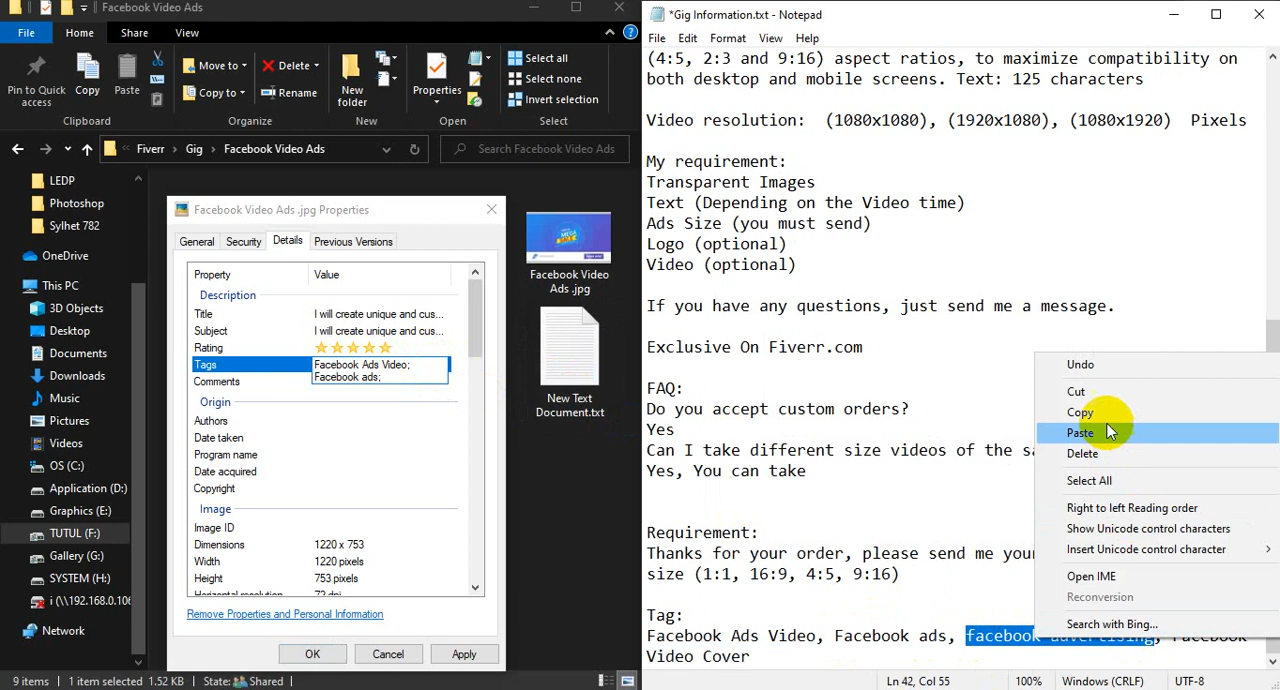 Facebook Video Ads
File
Home
Share
View
Pin to Quick access
Copy
Paste
Clipboard
Move to
Copy to
Delete
Rename
Organize
New folder
New
Properties
Open
Select all
Select none
Invert selection
Select
Fiverr > Gig > Facebook Video Ads
Search Facebook Video Ads
LEDP
Photoshop
Sylhet 782
OneDrive
This PC
3D Objects
Desktop
Documents
Downloads
Music
Pictures
Videos
OS (C:)
Application (D:)
Graphics (E:)
TUTUL (F:)
Gallery (G:)
SYSTEM (H:)
i (\\192.168.0.106
Network
Facebook Video Ads .jpg Properties
General
Security
Details
Previous Versions
Property
Value
Description
Title
I will create unique and cus...
Subject
I will create unique and cus...
Rating
Tags
Facebook Ads Video;
Facebook ads;
Comments
Origin
Authors
Date taken
Program name
Date acquired
Copyright
Image
Image ID
Dimensions
1220 x 753
Width
1220 pixels
Height
753 pixels
Horizontal resolution
72 dpi
Remove Properties and Personal Information
OK
Cancel
Apply
MEGA
SALE
Facebook Video
Ads .jpg
New Text
Document.txt
9 items
1 item selected 1.52 KB
State:
Shared
*Gig Information.txt - Notepad
File
Edit
Format
View
Help
(4:5, 2:3 and 9:16) aspect ratios, to maximize compatibility on
both desktop and mobile screens. Text: 125 characters
Video resolution: (1080x1080), (1920x1080), (1080x1920) Pixels
My requirement:
Transparent Images
Text (Depending on the Video time)
Ads Size (you must send)
Logo (optional)
Video (optional)
If you have any questions, just send me a message.
Exclusive On Fiverr.com
FAQ:
Do you accept custom orders?
Yes
Can I take different size videos of the sa
Yes, You can take
Requirement:
Thanks for your order, please send me your
size (1:1, 16:9, 4:5, 9:16)
Tag:
Facebook Ads Video, Facebook ads, facebook advertising, Facebook
Video Cover
Undo
Cut
Copy
Paste
Delete
Select All
Right to left Reading order
Show Unicode control characters
Insert Unicode control character
Open IME
Reconversion
Search with Bing...
Ln 42, Col 55
100%
Windows (CRLF)
UTF-8